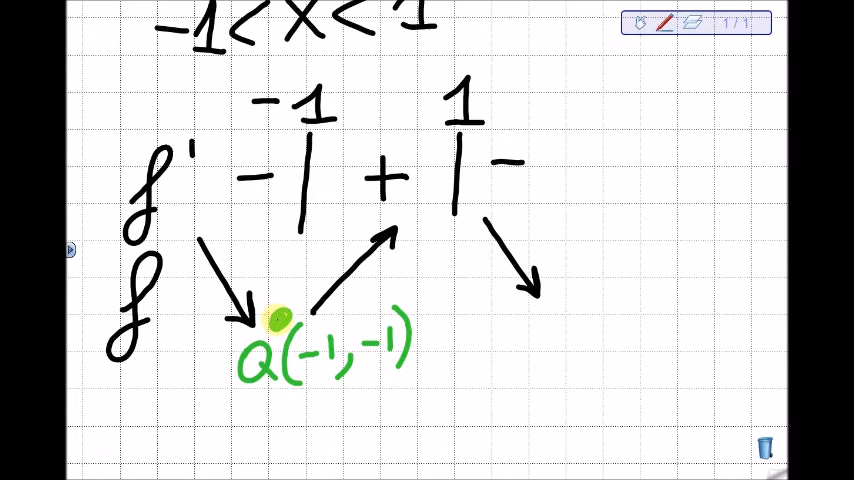 -1 < x < 1
-1 1
f' - | + | -
f
Q(-1,-1)
1 / 1